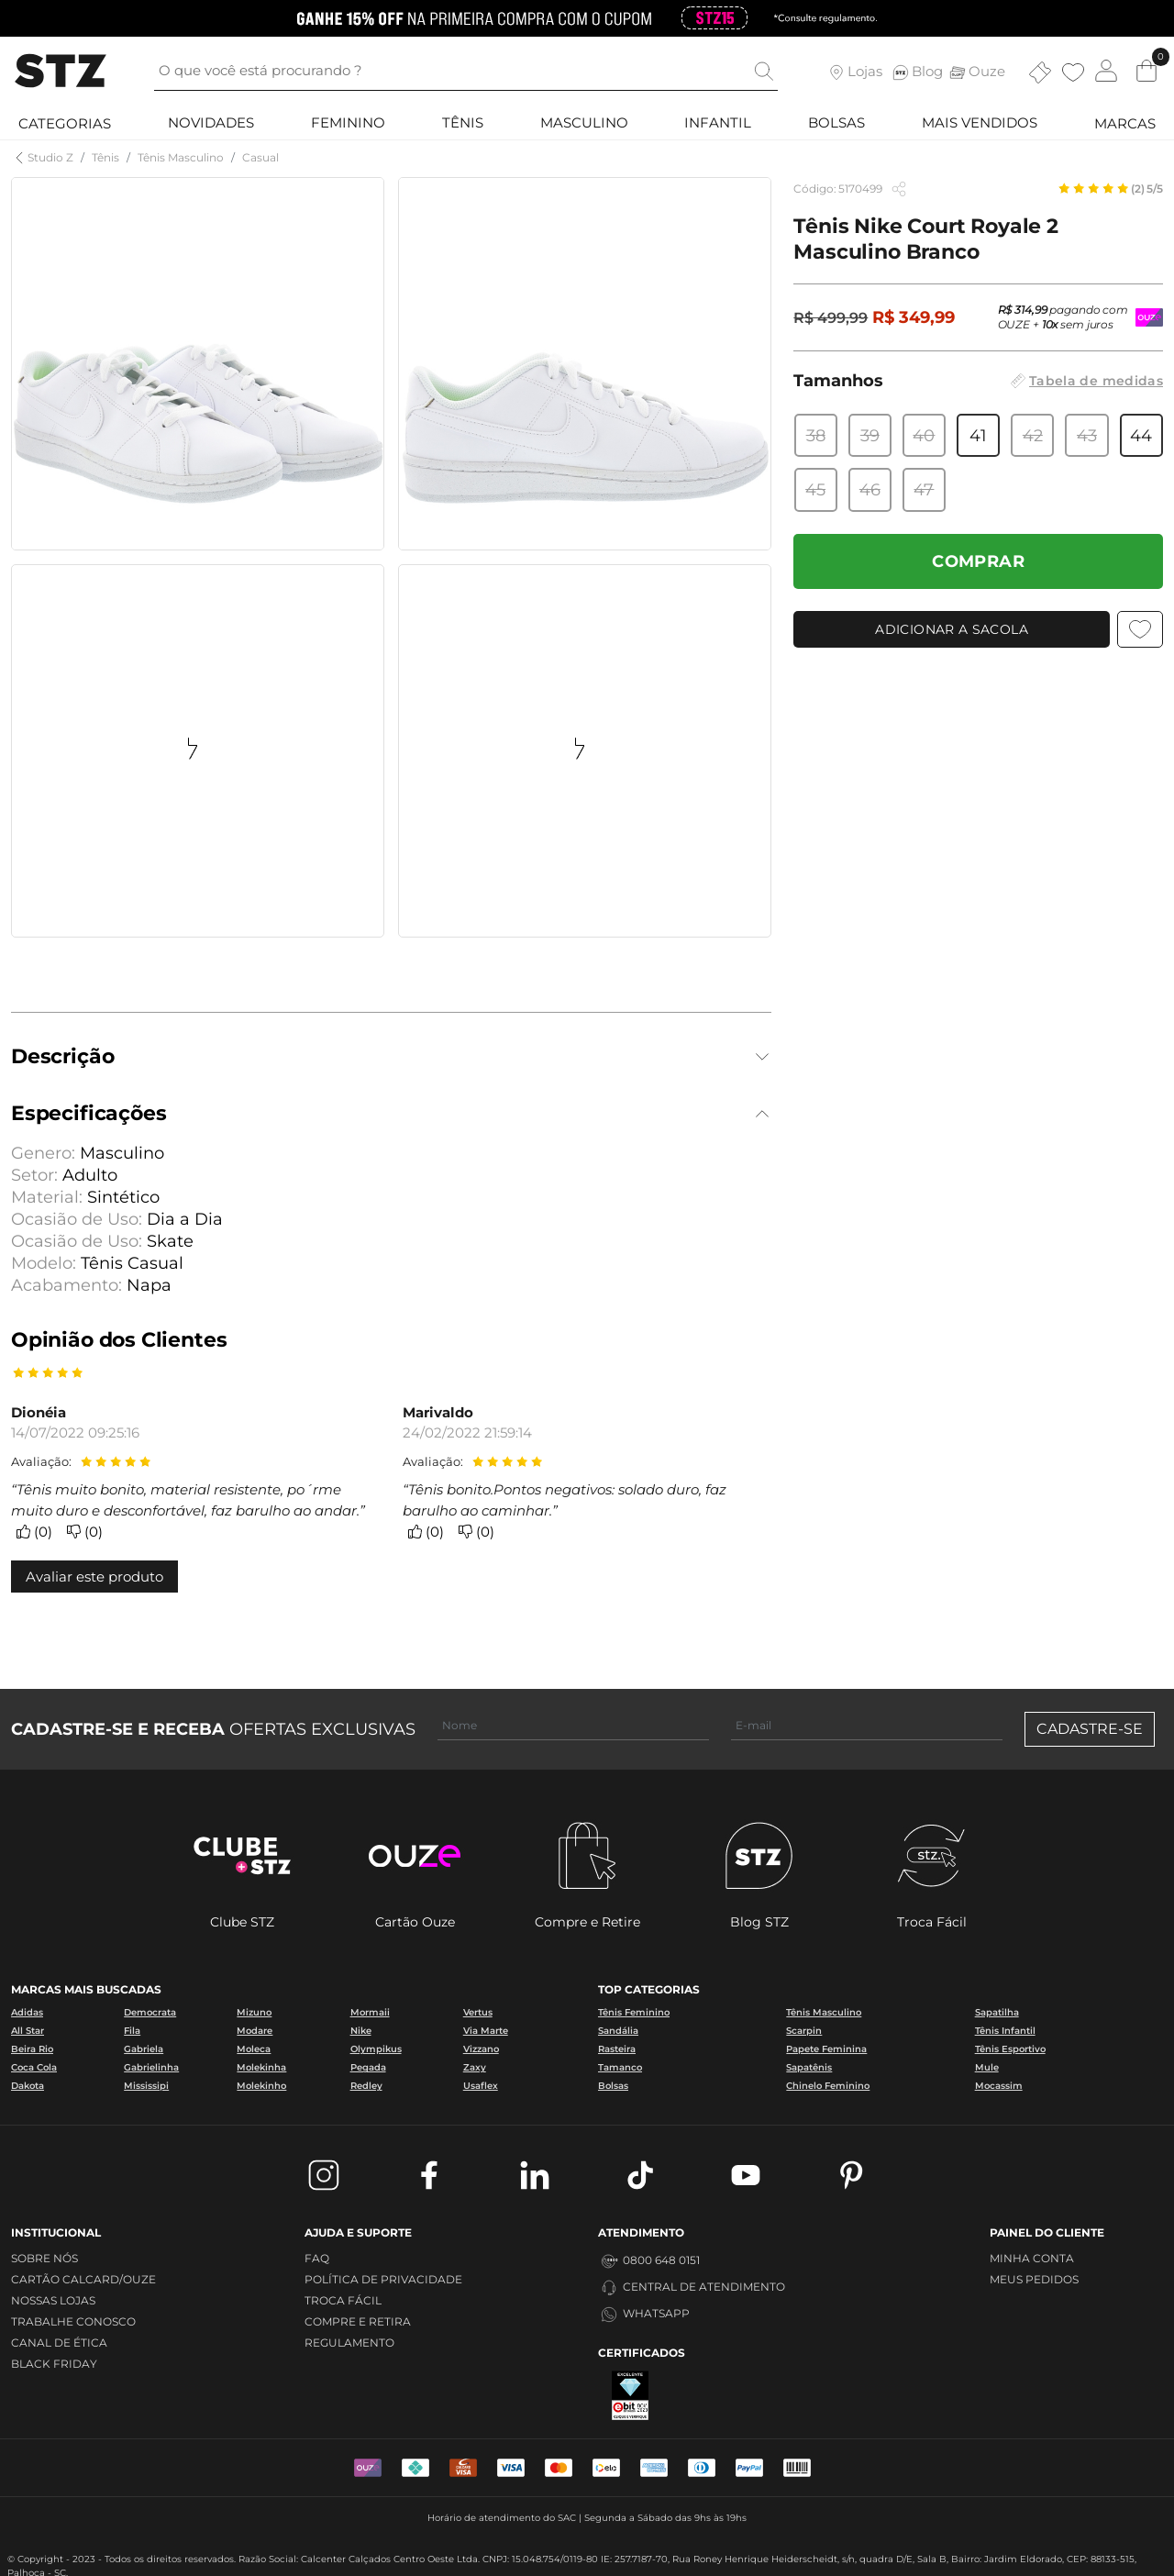 GANHE 15% OFF NA PRIMEIRA COMPRA COM O CUPOM STZ15 *Consulte regulamento.
STZ
O que você está procurando ?
Lojas Blog Ouze 0
CATEGORIAS NOVIDADES FEMININO TÊNIS MASCULINO INFANTIL BOLSAS MAIS VENDIDOS MARCAS
Studio Z / Tênis / Tênis Masculino / Casual
Código: 5170499 (2) 5/5
Tênis Nike Court Royale 2
Masculino Branco
R$ 499,99 R$ 349,99
R$ 314,99 pagando com
OUZE + 10x sem juros
OUZ
Tamanhos Tabela de medidas
38 39 40 41 42 43 44
45 46 47
COMPRAR
ADICIONAR A SACOLA
Descrição
Especificações
Genero: Masculino
Setor: Adulto
Material: Sintético
Ocasião de Uso: Dia a Dia
Ocasião de Uso: Skate
Modelo: Tênis Casual
Acabamento: Napa
Opinião dos Clientes
Dionéia
14/07/2022 09:25:16
Avaliação:
“Tênis muito bonito, material resistente, po´rme
muito duro e desconfortável, faz barulho ao andar.”
(0) (0)
Marivaldo
24/02/2022 21:59:14
Avaliação:
“Tênis bonito.Pontos negativos: solado duro, faz
barulho ao caminhar.”
(0) (0)
Avaliar este produto
CADASTRE-SE E RECEBA OFERTAS EXCLUSIVAS Nome E-mail CADASTRE-SE
CLUBE
+STZ
ouze
STZ
stz.
Clube STZ Cartão Ouze Compre e Retire Blog STZ Troca Fácil
MARCAS MAIS BUSCADAS
Adidas Democrata Mizuno Mormaii Vertus
All Star Fila Modare Nike Via Marte
Beira Rio Gabriela Moleca Olympikus Vizzano
Coca Cola Gabrielinha Molekinha Pegada Zaxy
Dakota Mississipi Molekinho Redley Usaflex
TOP CATEGORIAS
Tênis Feminino Tênis Masculino Sapatilha
Sandália Scarpin Tênis Infantil
Rasteira Papete Feminina Tênis Esportivo
Tamanco Sapatênis Mule
Bolsas Chinelo Feminino Mocassim
INSTITUCIONAL
SOBRE NÓS
CARTÃO CALCARD/OUZE
NOSSAS LOJAS
TRABALHE CONOSCO
CANAL DE ÉTICA
BLACK FRIDAY
AJUDA E SUPORTE
FAQ
POLÍTICA DE PRIVACIDADE
TROCA FÁCIL
COMPRE E RETIRA
REGULAMENTO
ATENDIMENTO
0800 648 0151
CENTRAL DE ATENDIMENTO
WHATSAPP
CERTIFICADOS
EXCELENTE
ebit
PAINEL DO CLIENTE
MINHA CONTA
MEUS PEDIDOS
OUZ VISA VISA elo PayPal
Horário de atendimento do SAC | Segunda a Sábado das 9hs às 19hs
© Copyright - 2023 - Todos os direitos reservados. Razão Social: Calcenter Calçados Centro Oeste Ltda. CNPJ: 15.048.754/0119-80 IE: 257.7187-70, Rua Roney Henrique Heiderscheidt, s/n, quadra D/E, Sala B, Bairro: Jardim Eldorado, CEP: 88133-515,
Palhoça - SC.